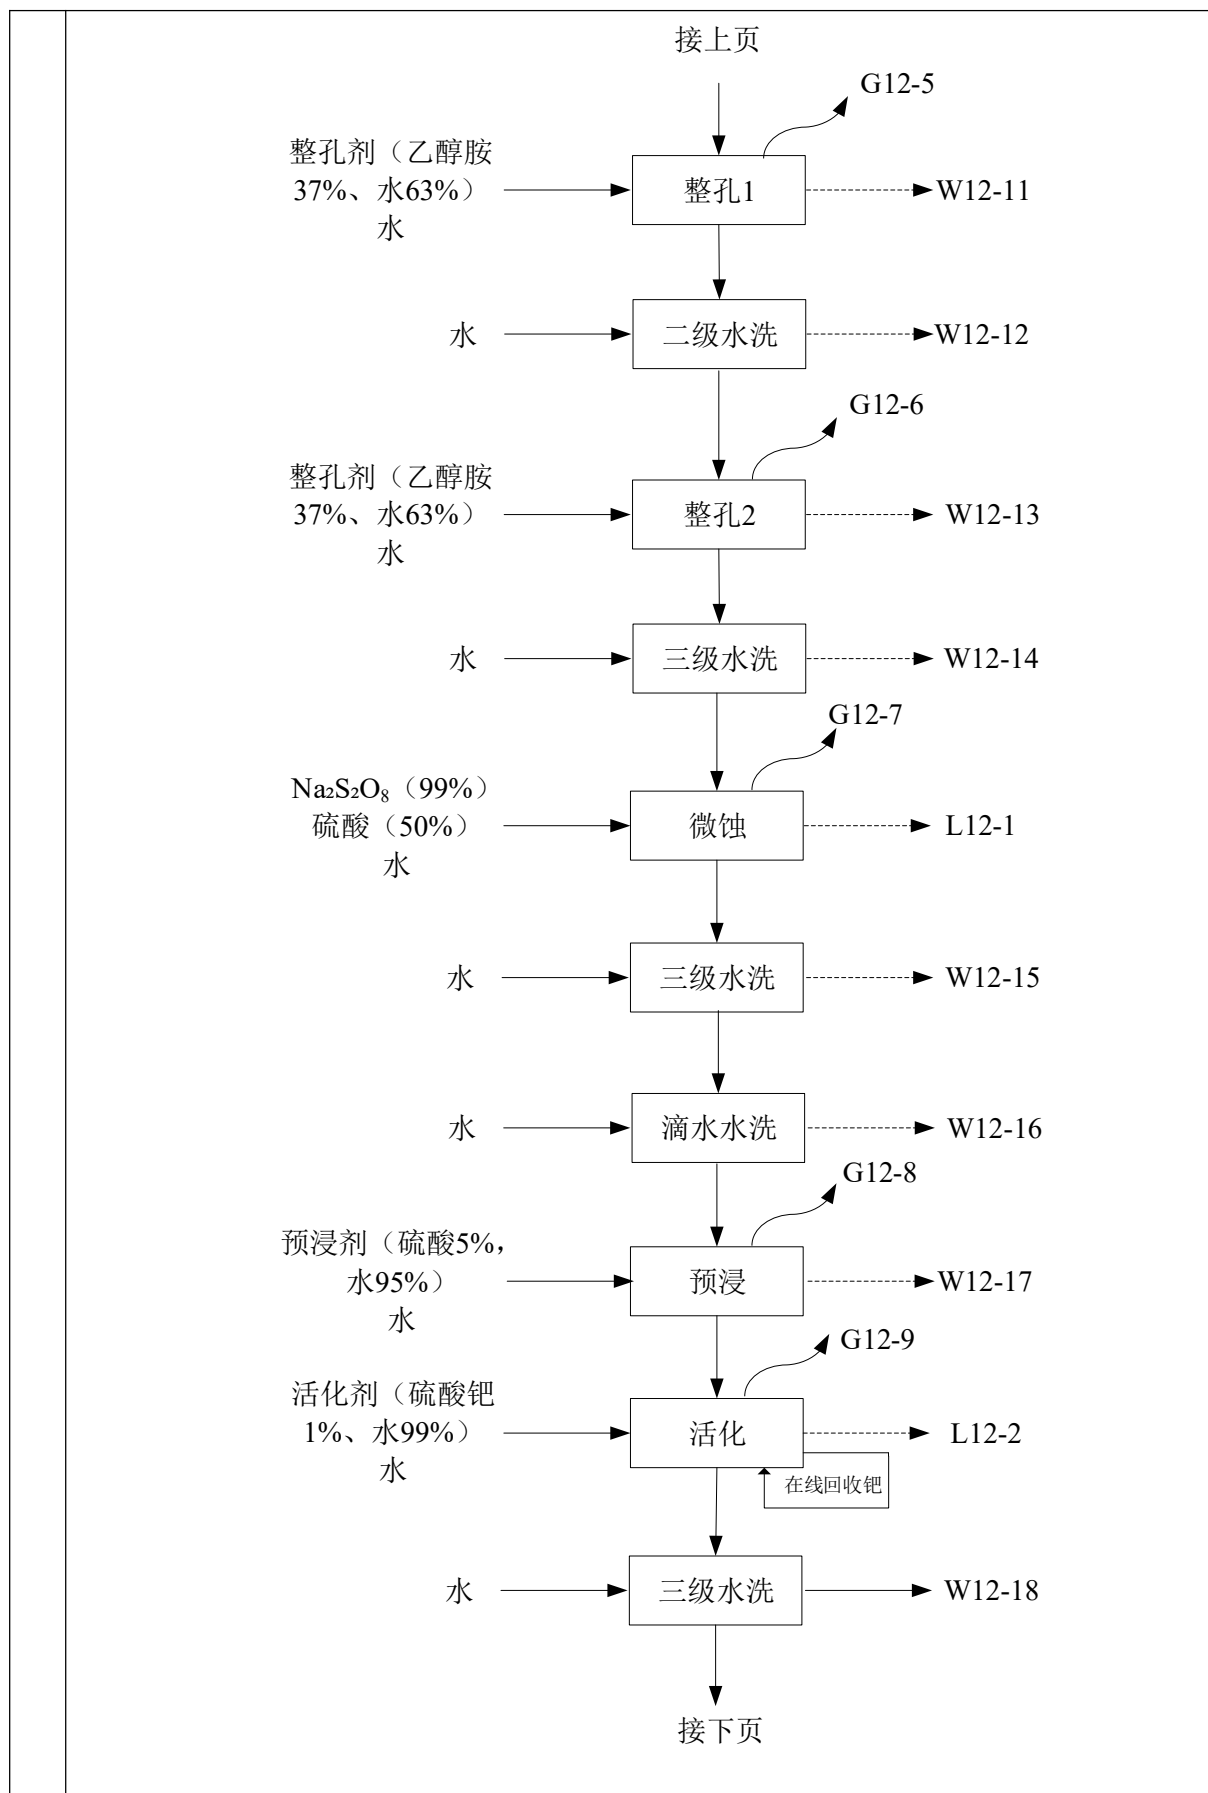 接上页
G12-5
整孔剂（乙醇胺
37%、水63%）
水
整孔1
W12-11
水
二级水洗
W12-12
G12-6
整孔剂（乙醇胺
37%、水63%）
水
整孔2
W12-13
水
三级水洗
W12-14
G12-7
Na₂S₂O₈（99%）
硫酸（50%）
水
微蚀
L12-1
水
三级水洗
W12-15
水
滴水水洗
W12-16
G12-8
预浸剂（硫酸5%，
水95%）
水
预浸
W12-17
G12-9
活化剂（硫酸钯
1%、水99%）
水
活化
L12-2
在线回收钯
水
三级水洗
W12-18
接下页